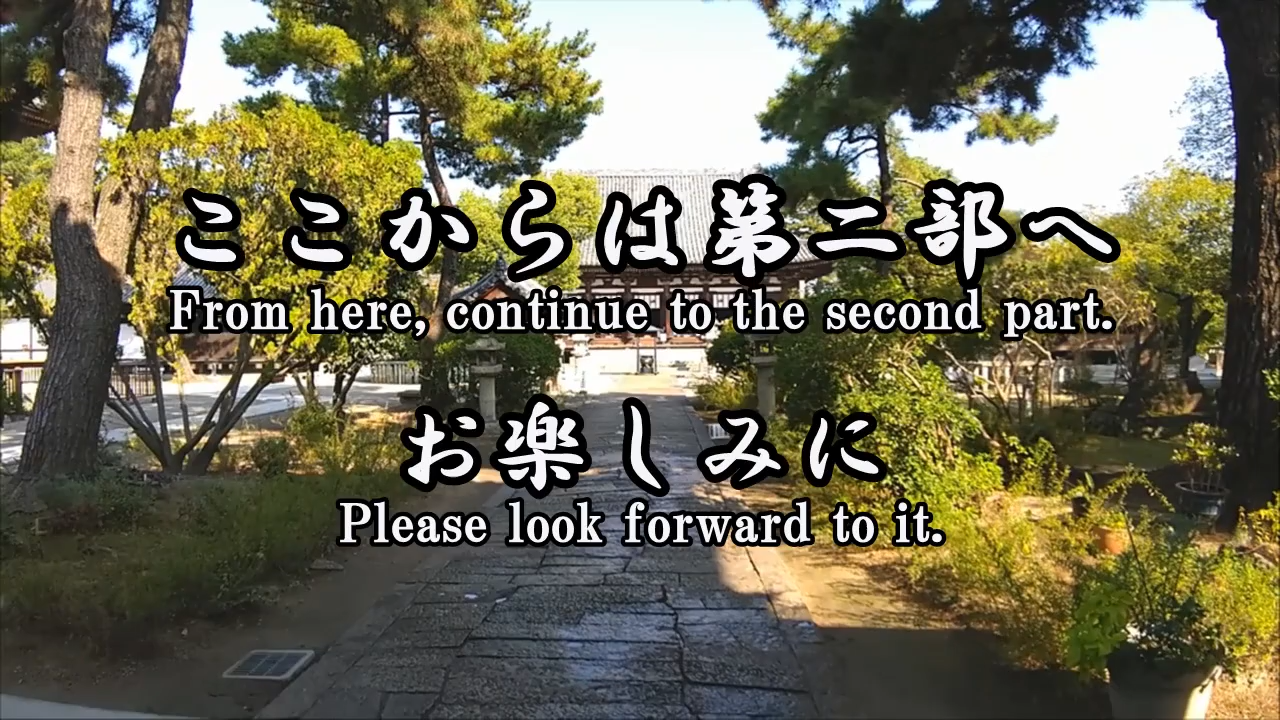 ここからは第二部へ
From here, continue to the second part.
お楽しみに
Please look forward to it.